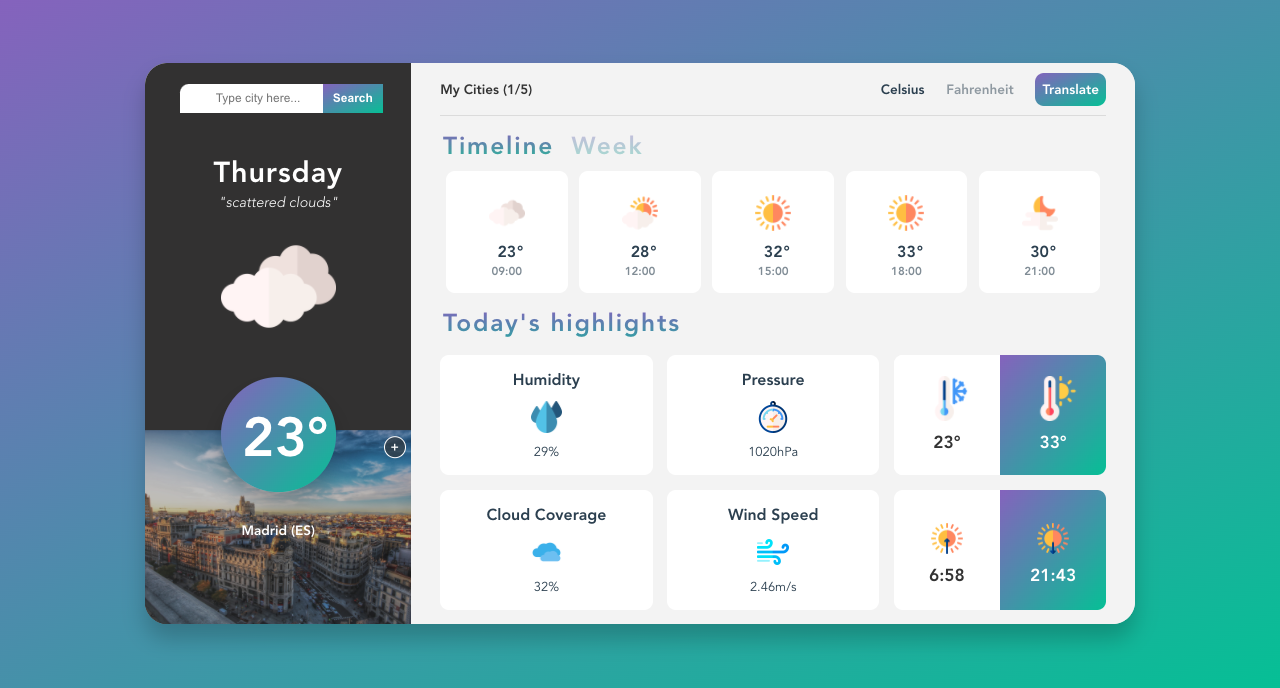 Type city here...
Search
Thursday
"scattered clouds"
23°
+
Madrid (ES)
My Cities (1/5)
Celsius
Fahrenheit
Translate
Timeline
Week
23°
09:00
28°
12:00
32°
15:00
33°
18:00
30°
21:00
Today's highlights
Humidity
29%
Pressure
1020hPa
23°
33°
Cloud Coverage
32%
Wind Speed
2.46m/s
6:58
21:43